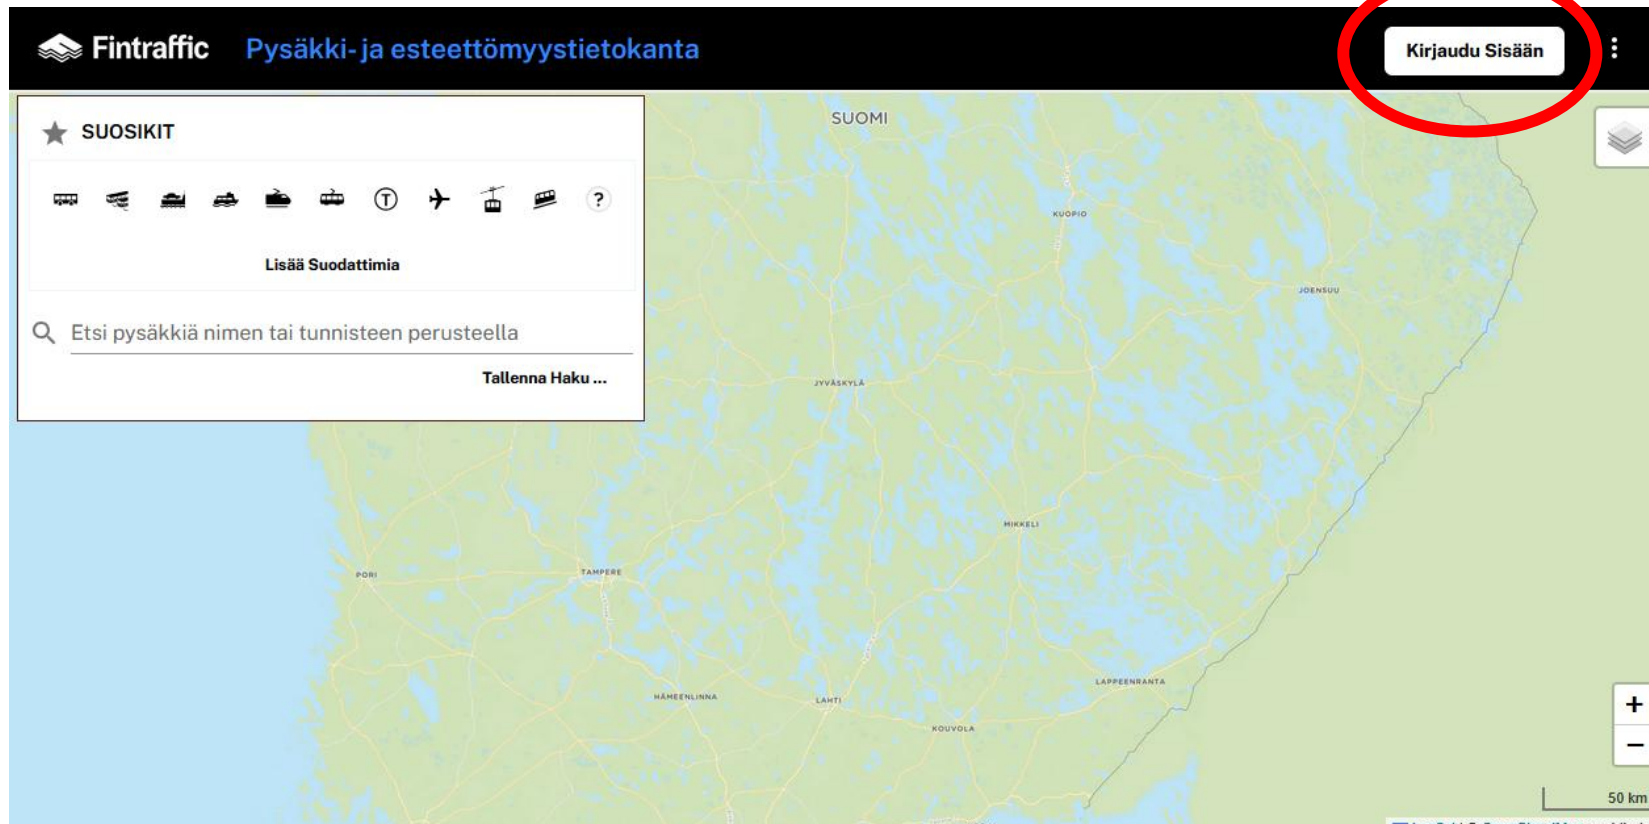 Fintraffic Pysäkki- ja esteettömyystietokanta Kirjaudu Sisään
SUOSIKIT
T ?
Lisää Suodattimia
Etsi pysäkkiä nimen tai tunnisteen perusteella
Tallenna Haku ...
SUOMI
KUOPIO
JOENSUU
JYVÄSKYLÄ
MIKKELI
PORI
TAMPERE
LAPPEENRANTA
HÄMEENLINNA
LAHTI
KOUVOLA
+
−
50 km